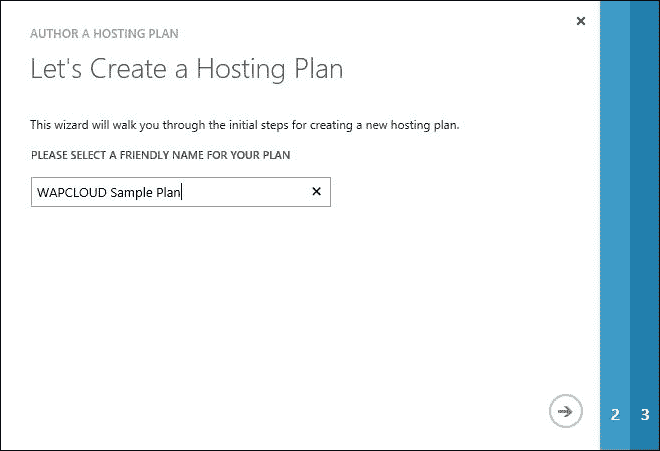 AUTHOR A HOSTING PLAN
Let's Create a Hosting Plan
This wizard will walk you through the initial steps for creating a new hosting plan.
PLEASE SELECT A FRIENDLY NAME FOR YOUR PLAN
WAPCLOUD Sample Plan
2 3